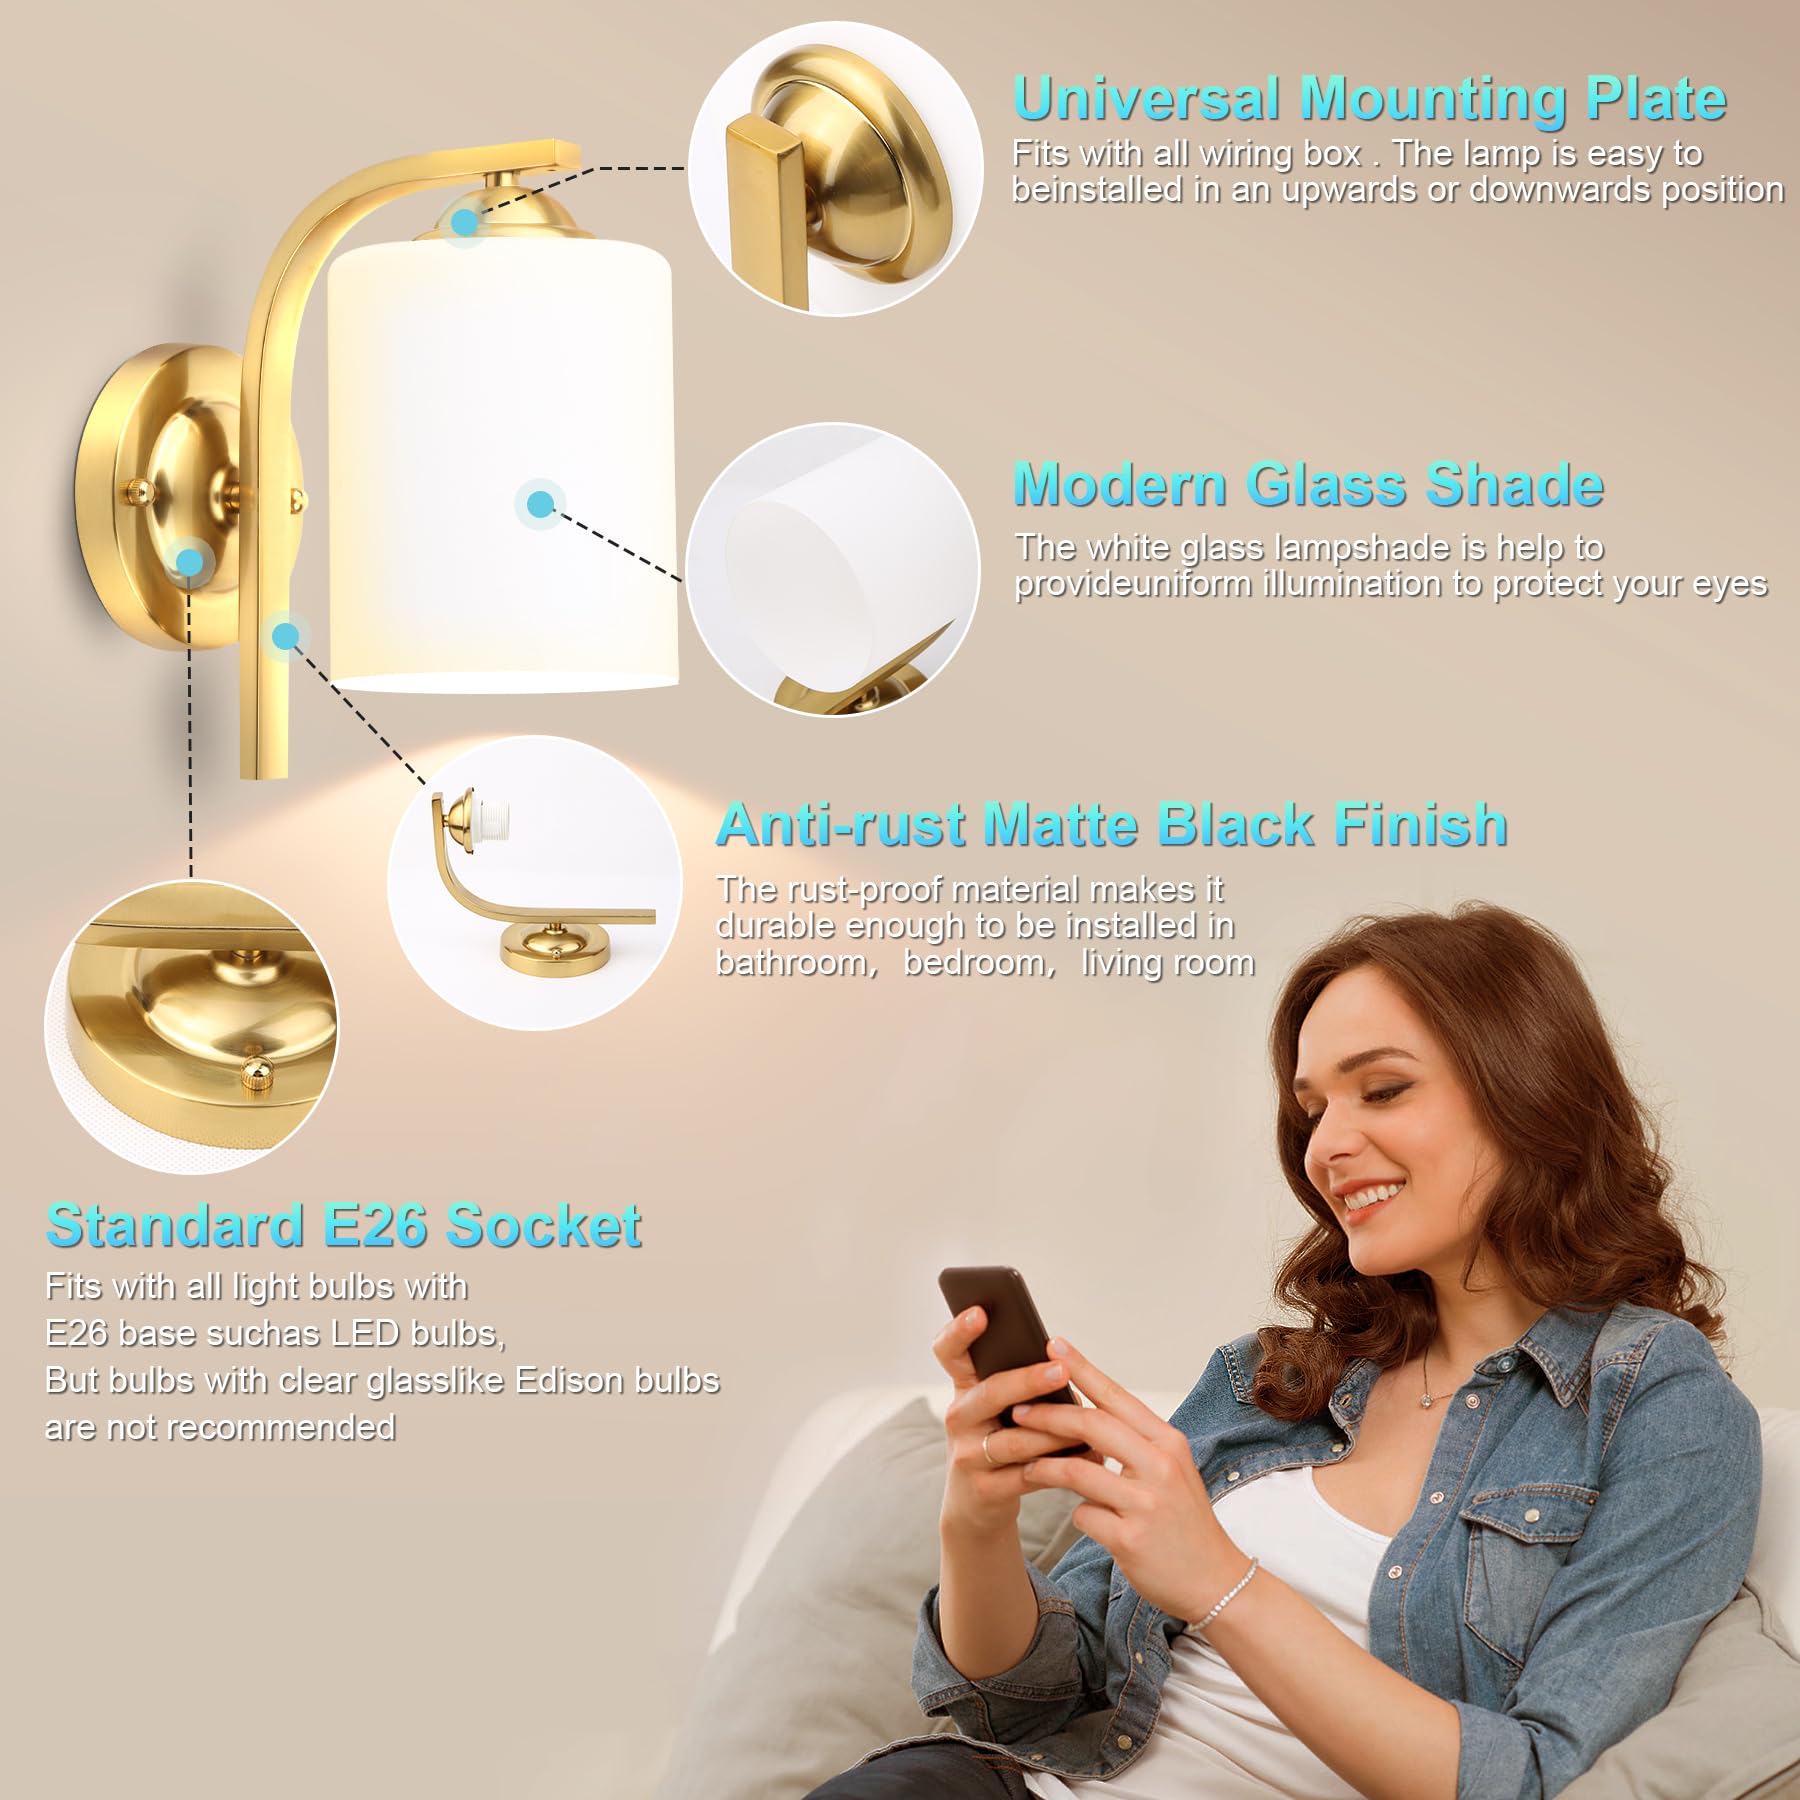 Universal Mounting Plate
Fits with all wiring box . The lamp is easy to
beinstalled in an upwards or downwards position
Modern Glass Shade
The white glass lampshade is help to
provideuniform illumination to protect your eyes
Anti-rust Matte Black Finish
The rust-proof material makes it
durable enough to be installed in
bathroom， bedroom， living room
Standard E26 Socket
Fits with all light bulbs with
E26 base suchas LED bulbs,
But bulbs with clear glasslike Edison bulbs
are not recommended